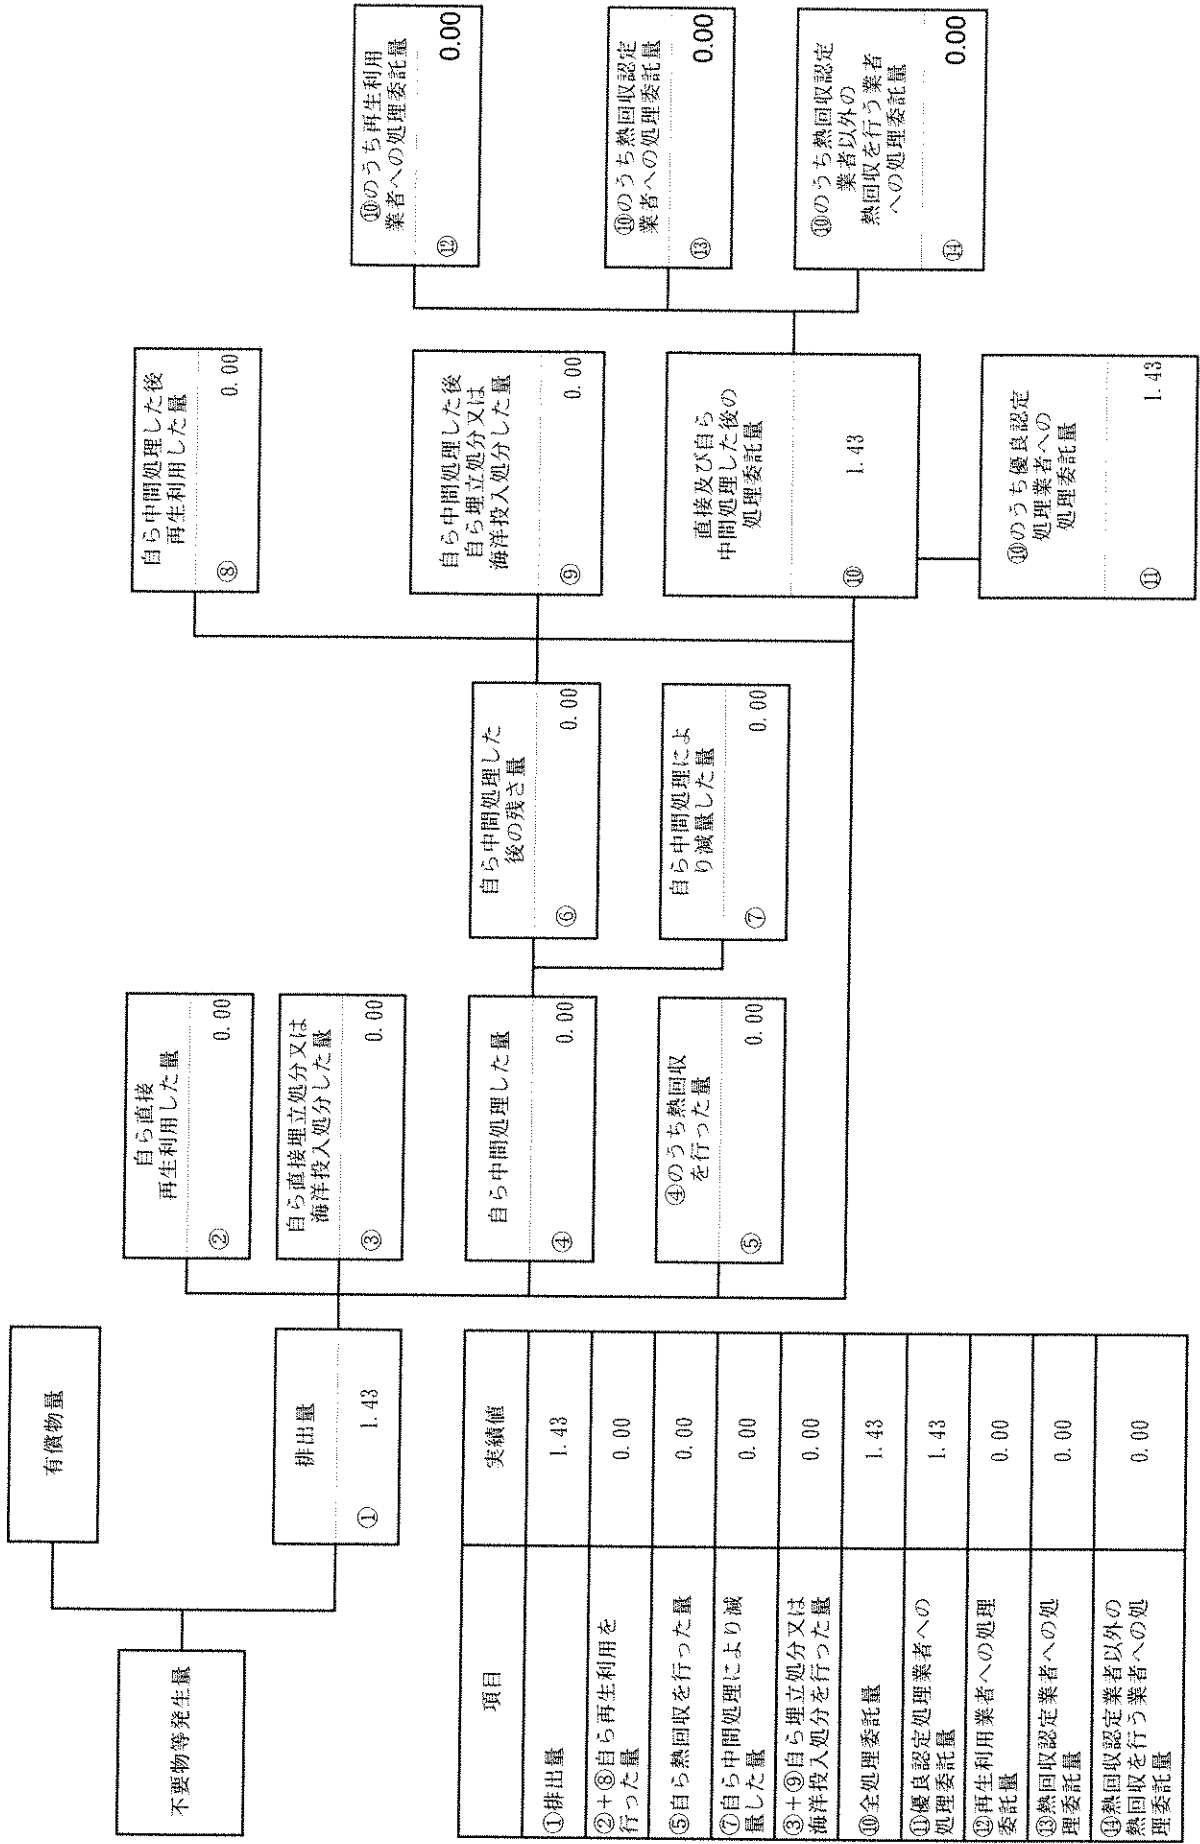 不要物等発生量
有償物量
排出量
① 1.43
自ら直接
再生利用した量
② 0.00
自ら直接埋立処分又は
海洋投入処分した量
③ 0.00
自ら中間処理した量
④ 0.00
④のうち熱回収
を行った量
⑤ 0.00
自ら中間処理した
後の残さ量
⑥ 0.00
自ら中間処理によ
り減量した量
⑦ 0.00
自ら中間処理した後
再生利用した量
⑧ 0.00
自ら中間処理した後
自ら埋立処分又は
海洋投入処分した量
⑨ 0.00
直接及び自ら
中間処理した後の
処理委託量
⑩ 1.43
⑩のうち優良認定
処理業者への
処理委託量
⑪ 1.43
⑩のうち再生利用
業者への処理委託量
⑫ 0.00
⑩のうち熱回収認定
業者への処理委託量
⑬ 0.00
⑩のうち熱回収認定
業者以外の
熱回収を行う業者
への処理委託量
⑭ 0.00
項目 実績値
①排出量 1.43
②+⑧自ら再生利用を
行った量 0.00
⑤自ら熱回収を行った量 0.00
⑦自ら中間処理により減
量した量 0.00
③+⑨自ら埋立処分又は
海洋投入処分を行った量 0.00
⑩全処理委託量 1.43
⑪優良認定処理業者への
処理委託量 1.43
⑫再生利用業者への処理
委託量 0.00
⑬熱回収認定業者への処
理委託量 0.00
⑭熱回収認定業者以外の
熱回収を行う業者への処
理委託量 0.00